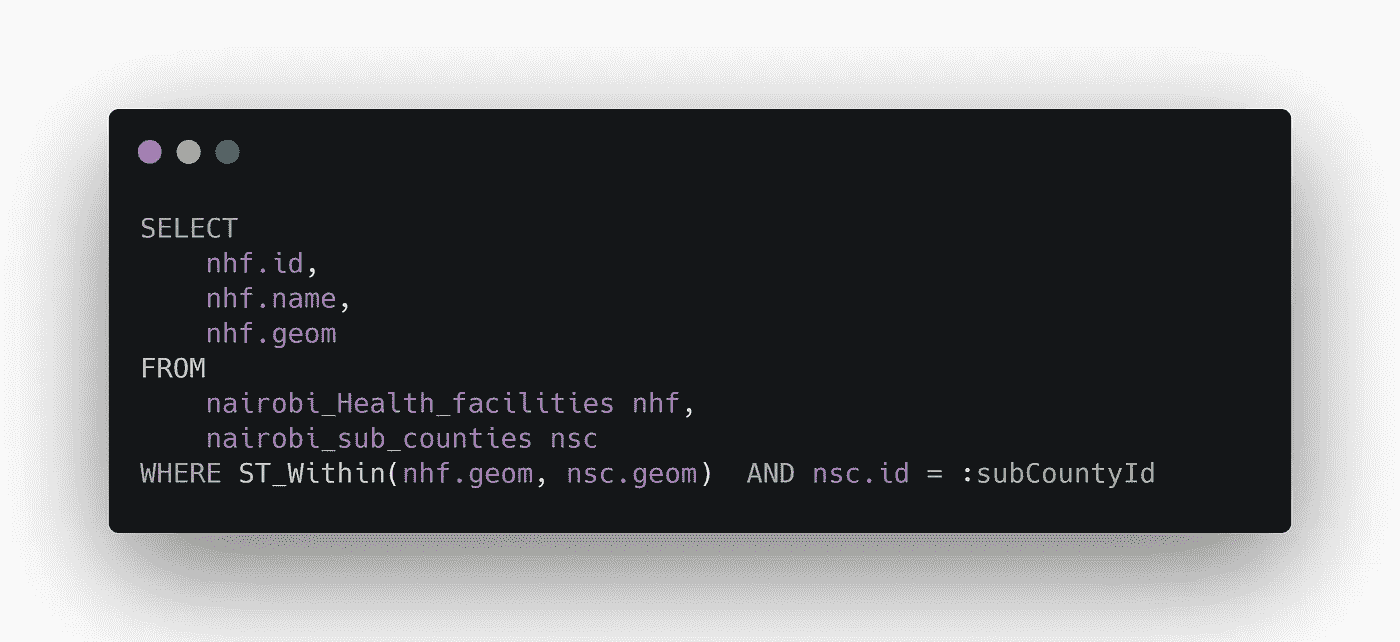 SELECT
    nhf.id,
    nhf.name,
    nhf.geom
FROM
    nairobi_Health_facilities nhf,
    nairobi_sub_counties nsc
WHERE ST_Within(nhf.geom, nsc.geom)  AND nsc.id = :subCountyId